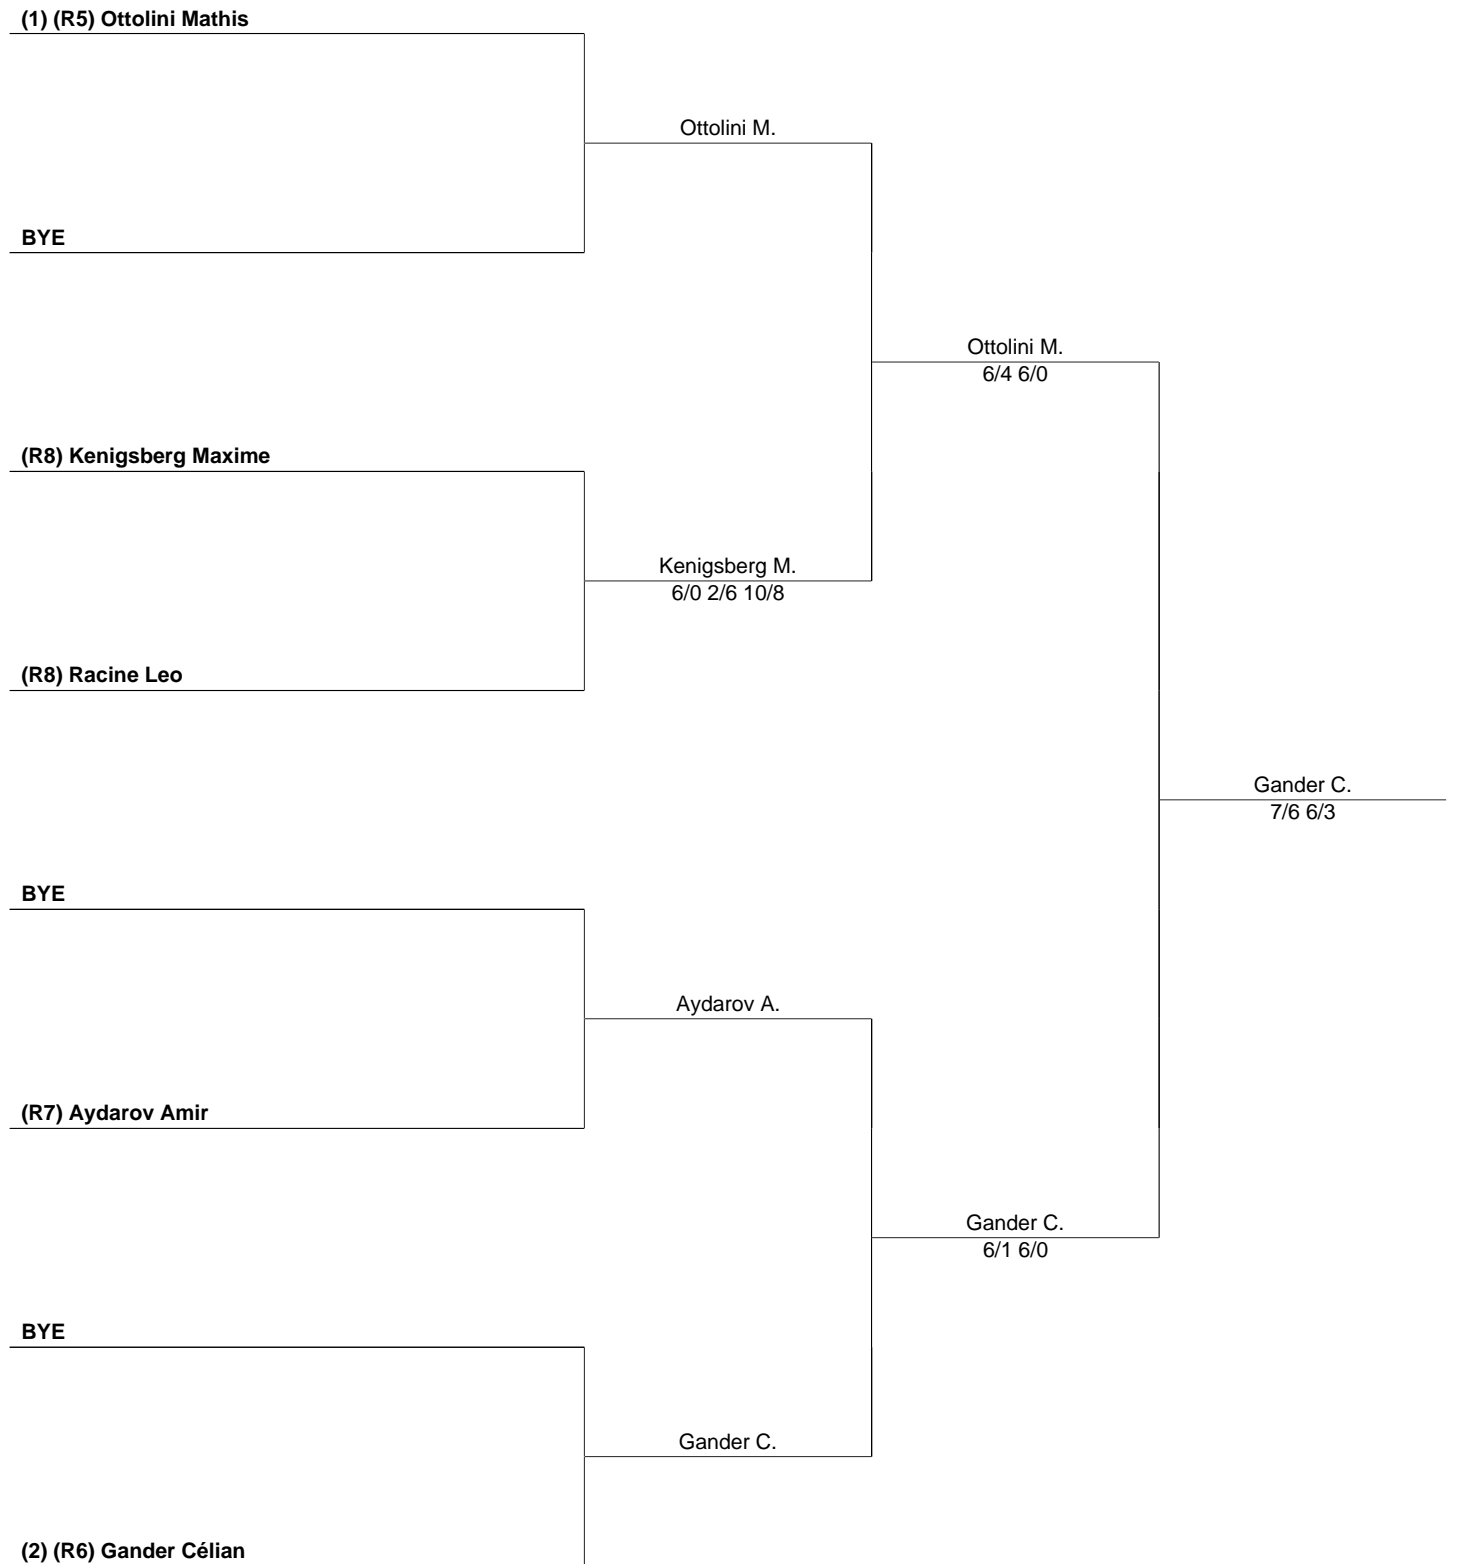 (1) (R5) Ottolini Mathis
Ottolini M.
BYE
Ottolini M.
6/4 6/0
(R8) Kenigsberg Maxime
Kenigsberg M.
6/0 2/6 10/8
(R8) Racine Leo
Gander C.
7/6 6/3
BYE
Aydarov A.
(R7) Aydarov Amir
Gander C.
6/1 6/0
BYE
Gander C.
(2) (R6) Gander Célian